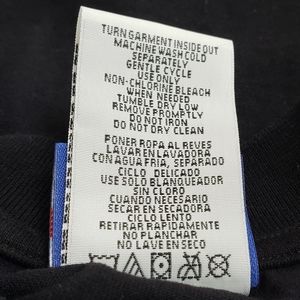 TURN GARMENT INSIDE OUT
MACHINE WASH COLD
SEPARATELY
GENTLE CYCLE
USE ONLY
NON-CHLORINE BLEACH
WHEN NEEDED
TUMBLE DRY LOW
REMOVE PROMPTLY
DO NOT IRON
DO NOT DRY CLEAN
PONER ROPA AL REVES
LAVAR EN LAVADORA
CON AGUA FRIA, SEPARADO
CICLO DELICADO
USE SOLO BLANQUEADOR
SIN CLORO
CUANDO NECESARIO
SECAR EN SECADORA
CICLO LENTO
RETIRAR RAPIDAMENTE
NO PLANCHAR
NO LAVE EN SECO